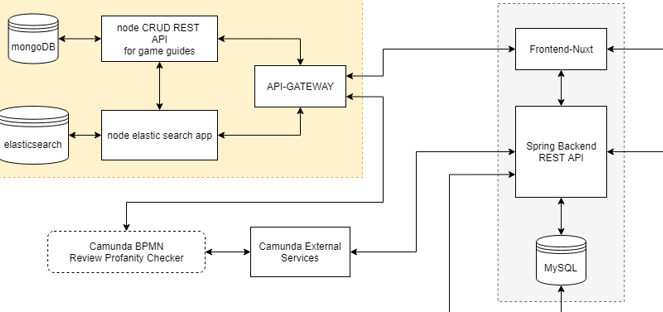 mongoDB
node CRUD REST
API
for game guides
API-GATEWAY
elasticsearch
node elastic search app
Frontend-Nuxt
Spring Backend
REST API
MySQL
Camunda BPMN
Review Profanity Checker
Camunda External
Services